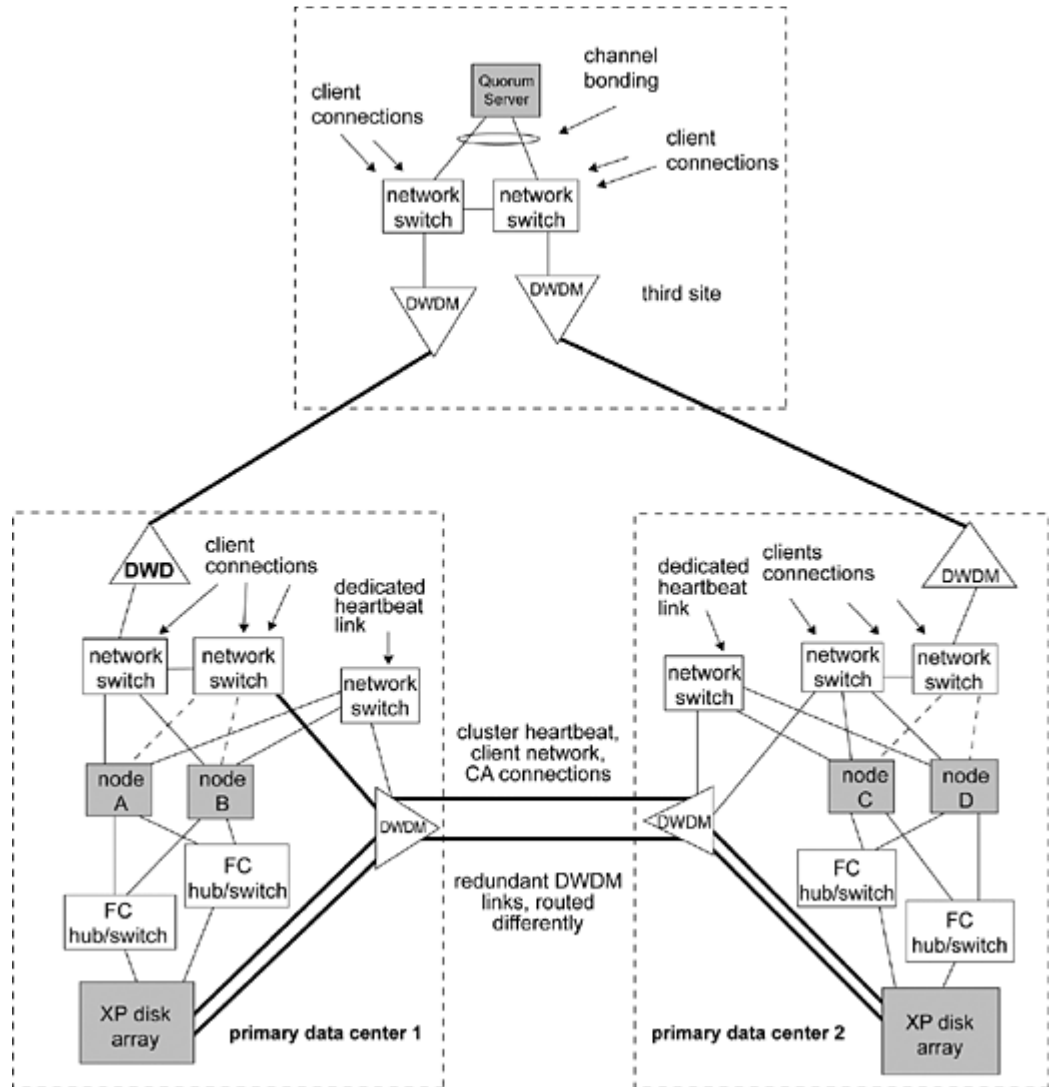 channel
bonding
Quorum
Server
client
connections
client
connections
network
switch
network
switch
DWDM
DWDM
third site
DWD
client
connections
dedicated
heartbeat
link
network
switch
network
switch
network
switch
node
A
node
B
FC
hub/switch
FC
hub/switch
XP disk
array
DWDM
primary data center 1
cluster heartbeat,
client network,
CA connections
redundant DWDM
links, routed
differently
dedicated
heartbeat
link
clients
connections
DWDM
network
switch
network
switch
network
switch
node
C
node
D
DWDM
FC
hub/switch
FC
hub/switch
primary data center 2
XP disk
array